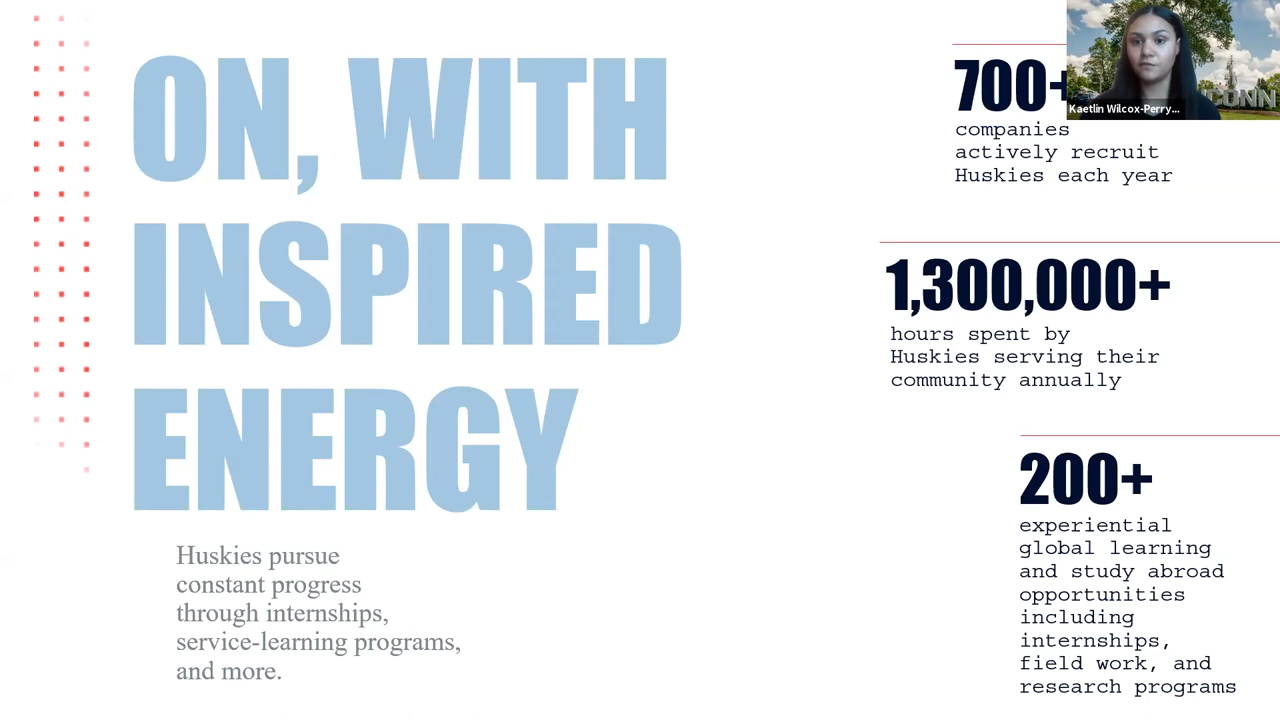 ON, WITH
INSPIRED
ENERGY
Huskies pursue
constant progress
through internships,
service-learning programs,
and more.
700+
companies
actively recruit
Huskies each year
1,300,000+
hours spent by
Huskies serving their
community annually
200+
experiential
global learning
and study abroad
opportunities
including
internships,
field work, and
research programs
UCONN
Kaetlin Wilcox-Perry...